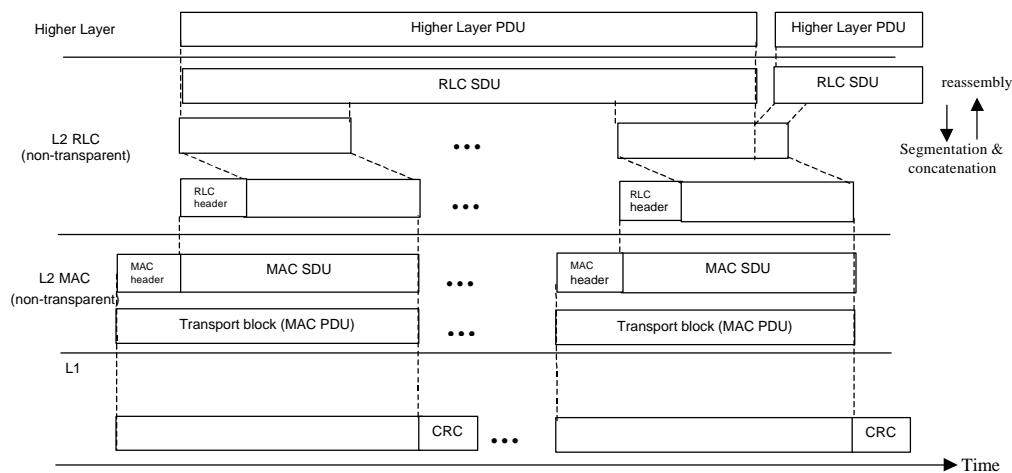 Higher Layer
Higher Layer PDU
Higher Layer PDU
RLC SDU
RLC SDU
reassembly
L2 RLC
(non-transparent)
•••
Segmentation &
concatenation
RLC
header
•••
RLC
header
L2 MAC
(non-transparent)
MAC
header
MAC SDU
•••
MAC
header
MAC SDU
Transport block (MAC PDU)
•••
Transport block (MAC PDU)
L1
CRC
•••
CRC
Time